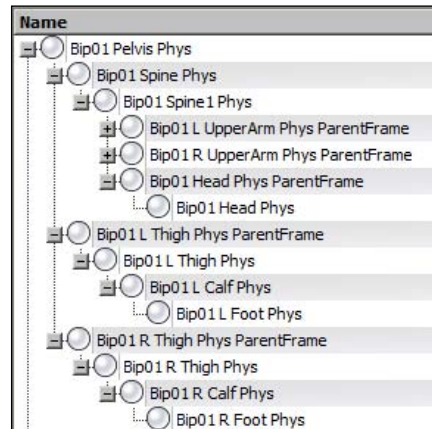 Name
Bip01 Pelvis Phys
Bip01 Spine Phys
Bip01 Spine1 Phys
Bip01 L UpperArm Phys ParentFrame
Bip01 R UpperArm Phys ParentFrame
Bip01 Head Phys ParentFrame
Bip01 Head Phys
Bip01 L Thigh Phys ParentFrame
Bip01 L Thigh Phys
Bip01 L Calf Phys
Bip01 L Foot Phys
Bip01 R Thigh Phys ParentFrame
Bip01 R Thigh Phys
Bip01 R Calf Phys
Bip01 R Foot Phys